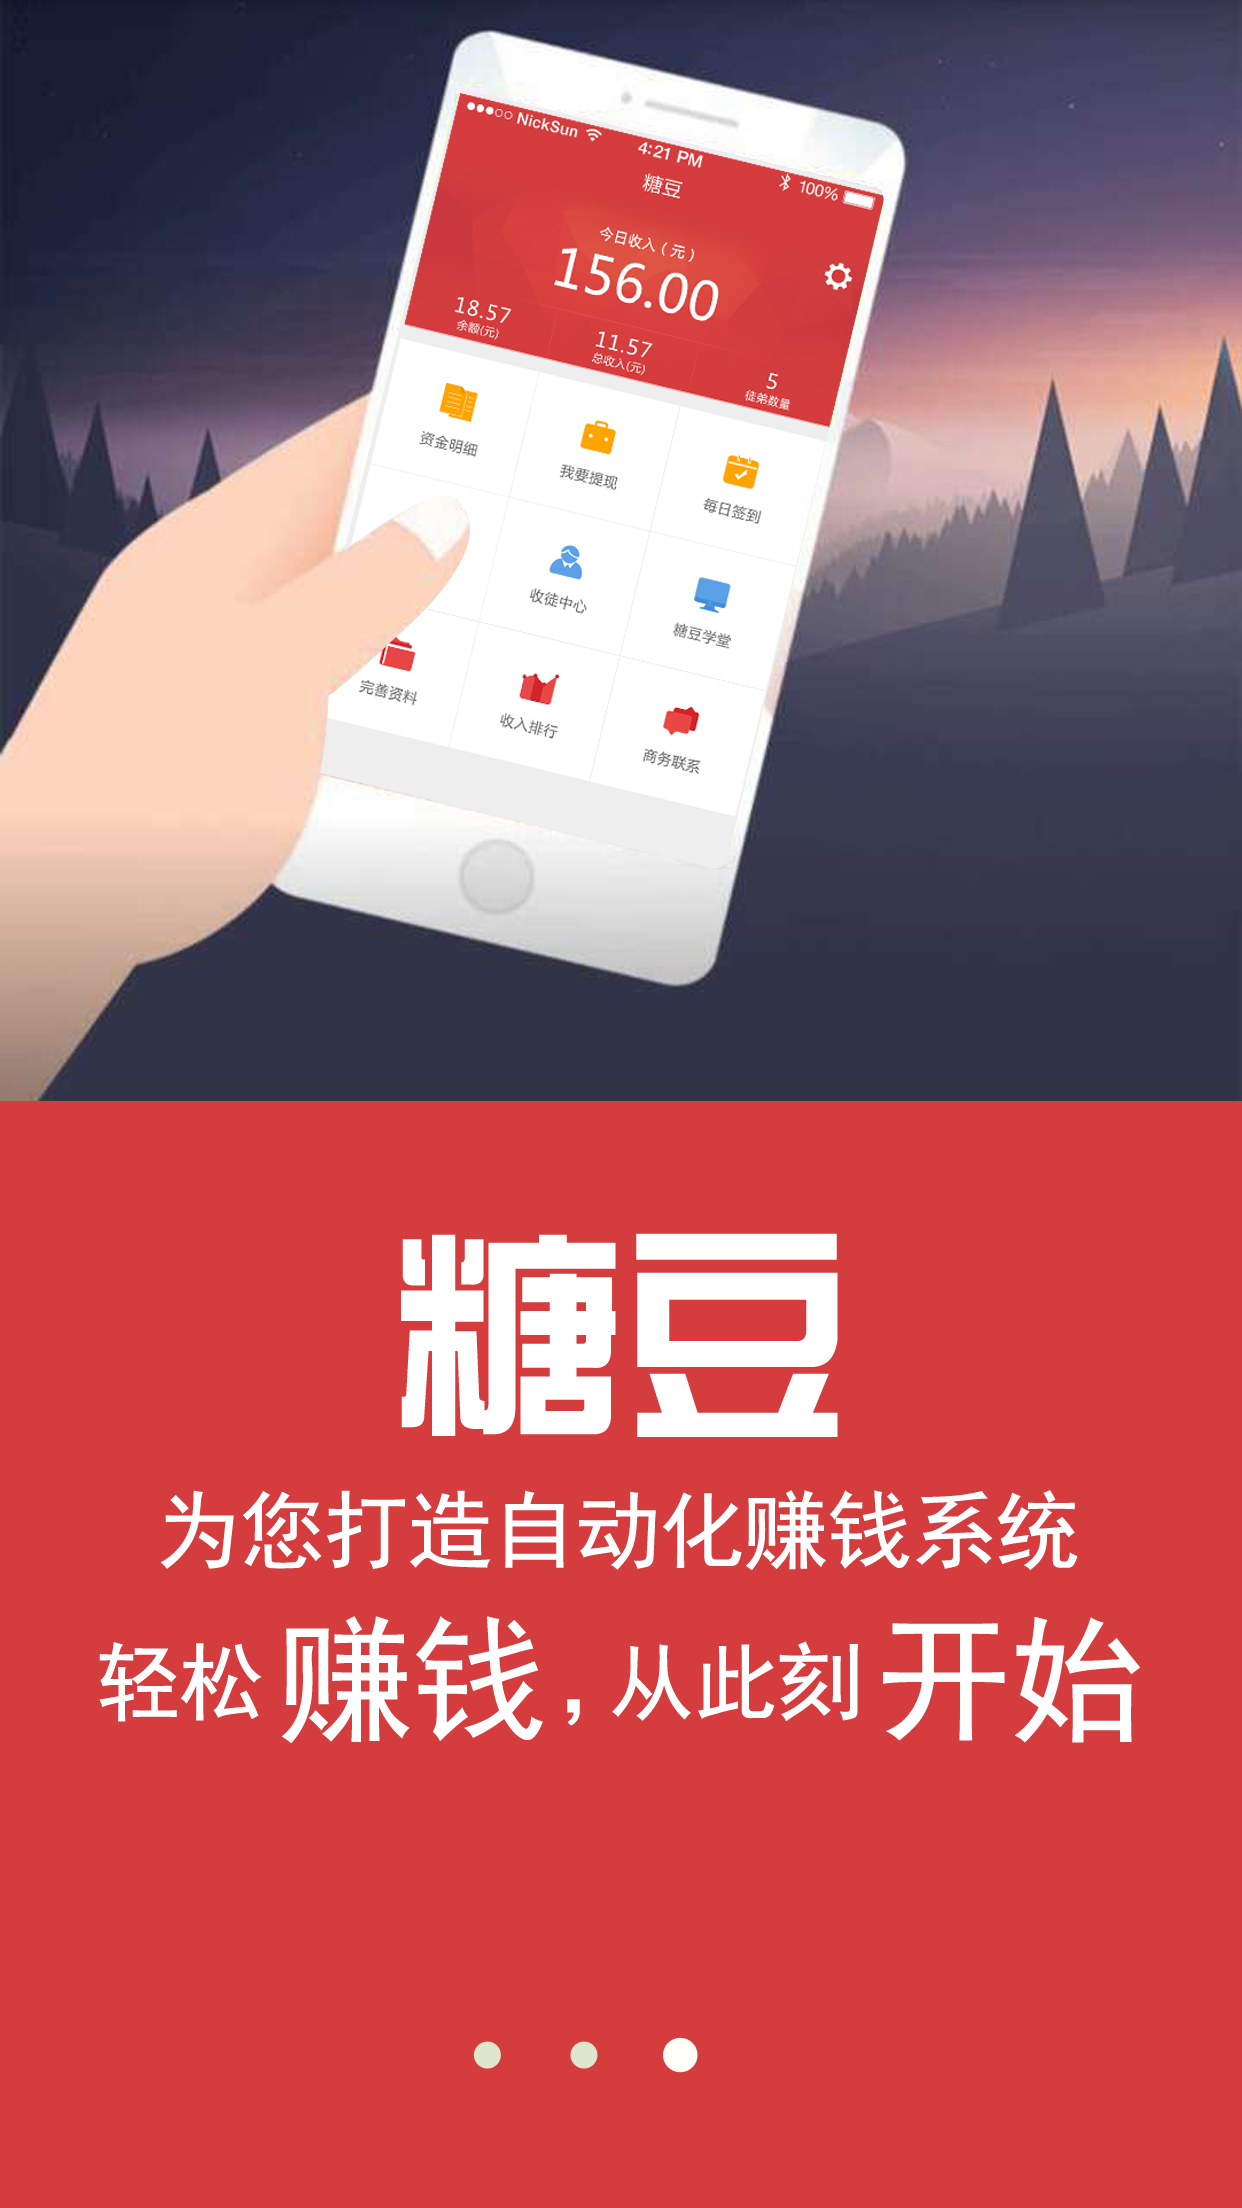 NickSun
4:21 PM
100%
糖豆
今日收入（元）
156.00
18.57
余额(元)
11.57
总收入(元)
5
徒弟数量
资金明细
我要提现
每日签到
收徒中心
糖豆学堂
完善资料
收入排行
商务联系
糖豆
为您打造自动化赚钱系统
轻松赚钱，从此刻开始